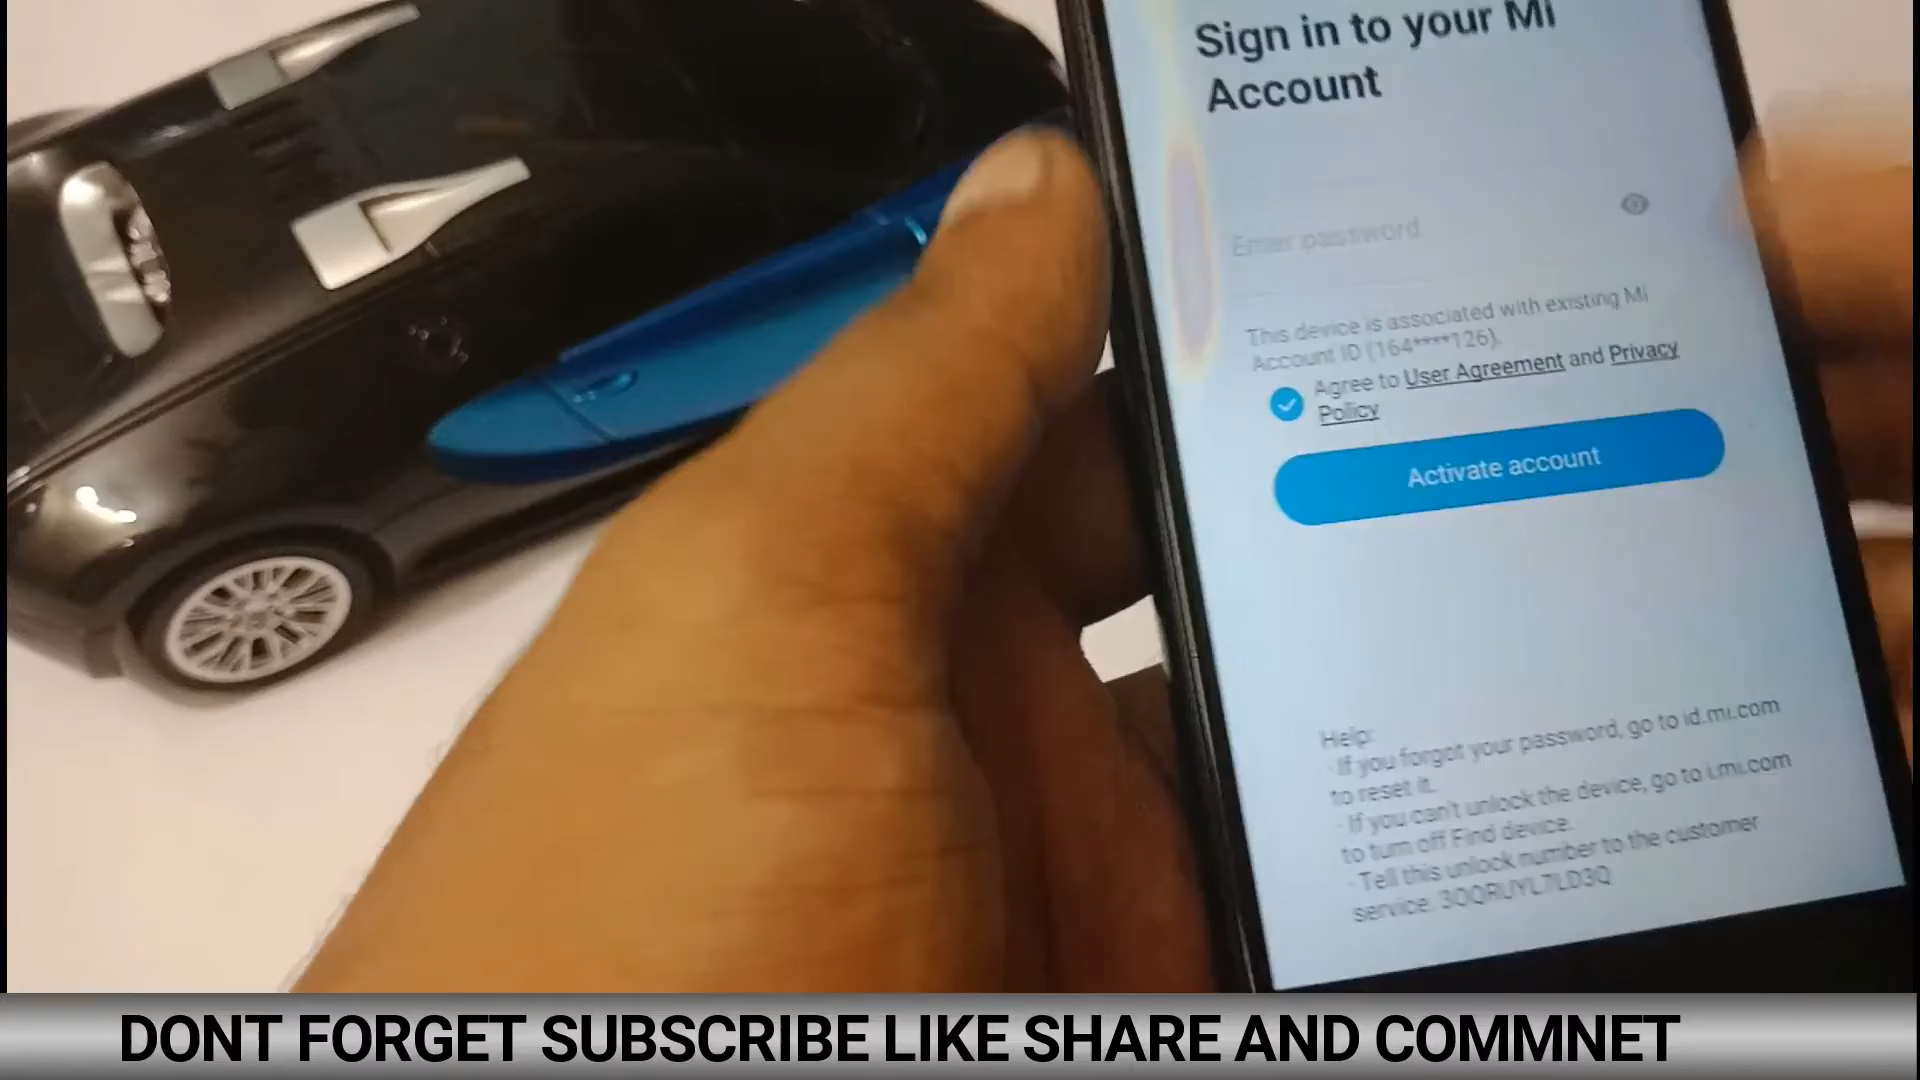 Sign in to your Mi
Account
Enter password
This device is associated with existing Mi
Account ID (164****126).
Agree to User Agreement and Privacy
Policy
Activate account
Help:
· If you forgot your password, go to id.mi.com
to reset it.
· If you can't unlock the device, go to i.mi.com
to turn off Find device.
· Tell this unlock number to the customer
service: 3OQRUYL7LD3Q
DONT FORGET SUBSCRIBE LIKE SHARE AND COMMNET